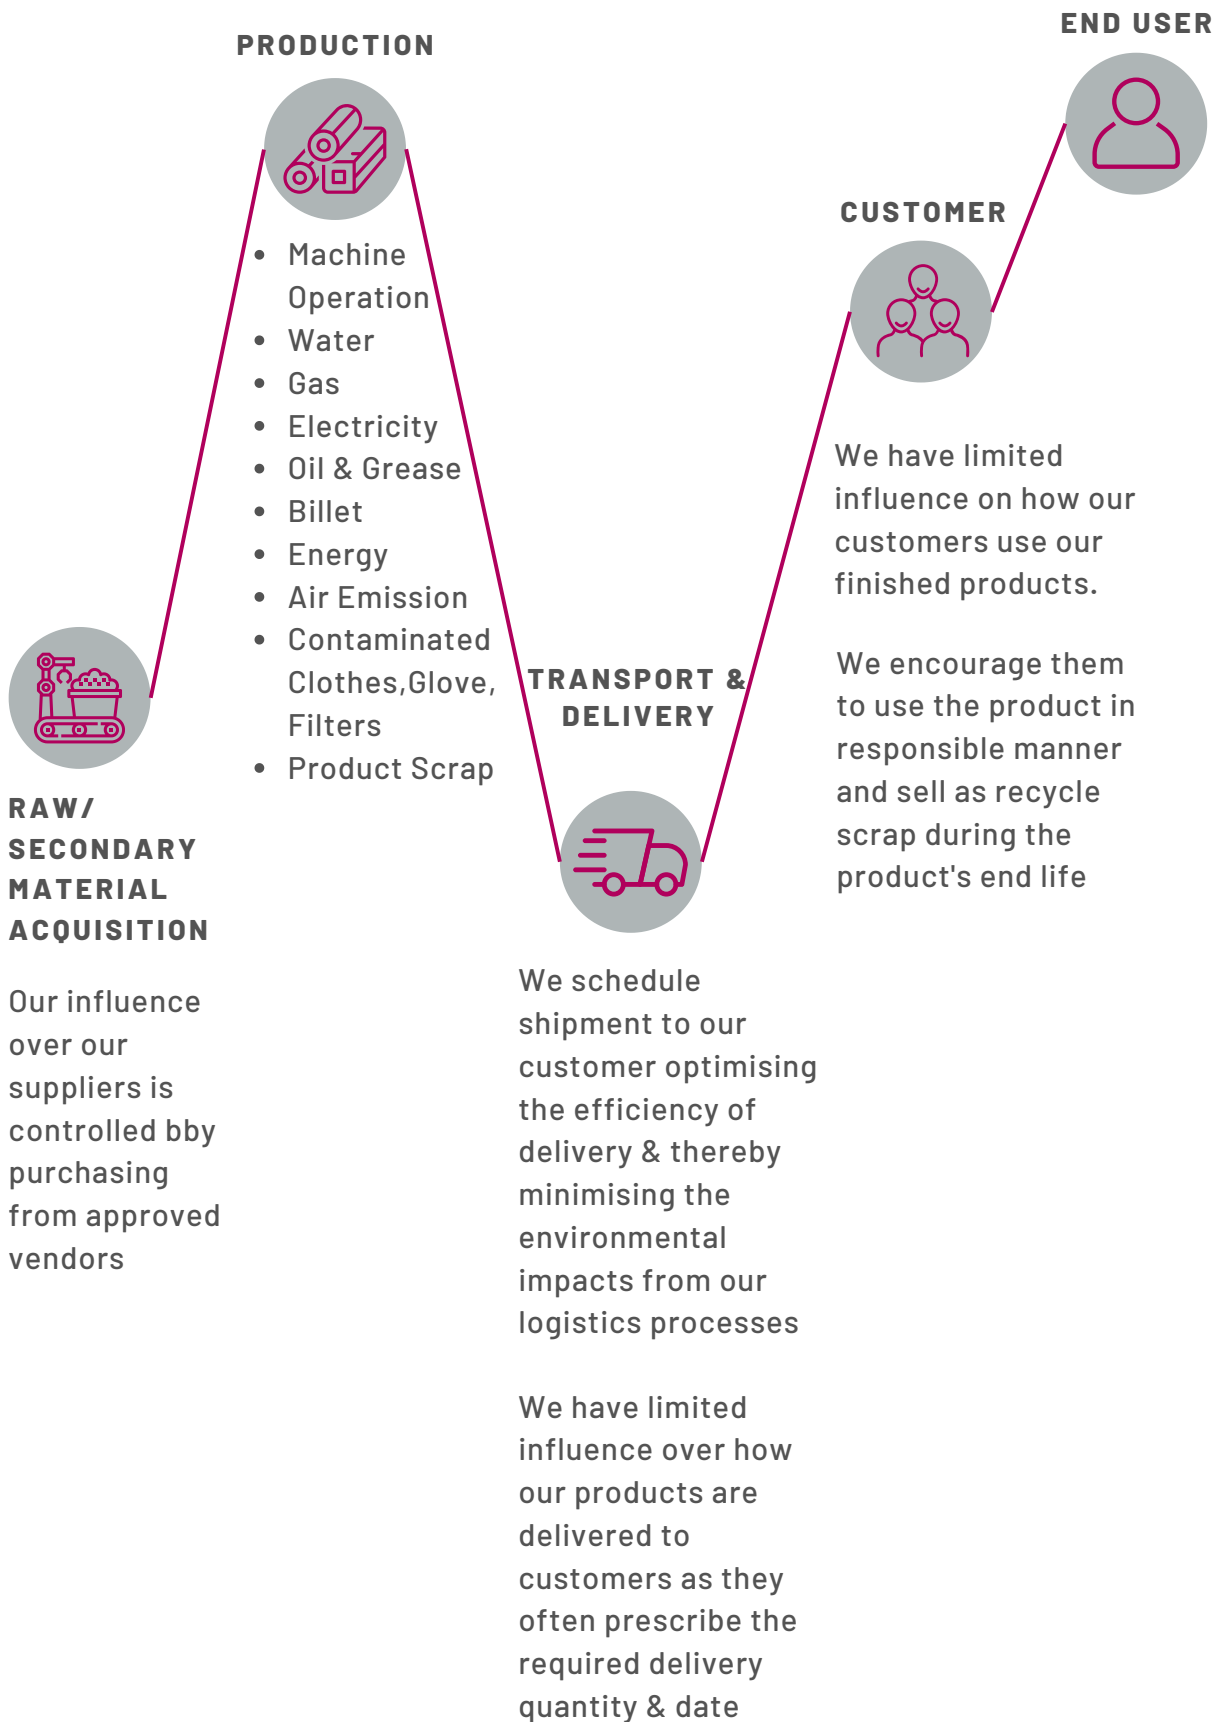 RAW/
SECONDARY
MATERIAL
ACQUISITION
Our influence
over our
suppliers is
controlled bby
purchasing
from approved
vendors
PRODUCTION
• Machine
Operation
• Water
• Gas
• Electricity
• Oil & Grease
• Billet
• Energy
• Air Emission
• Contaminated
Clothes,Glove,
Filters
• Product Scrap
TRANSPORT &
DELIVERY
We schedule
shipment to our
customer optimising
the efficiency of
delivery & thereby
minimising the
environmental
impacts from our
logistics processes
We have limited
influence over how
our products are
delivered to
customers as they
often prescribe the
required delivery
quantity & date
CUSTOMER
We have limited
influence on how our
customers use our
finished products.
We encourage them
to use the product in
responsible manner
and sell as recycle
scrap during the
product's end life
END USER